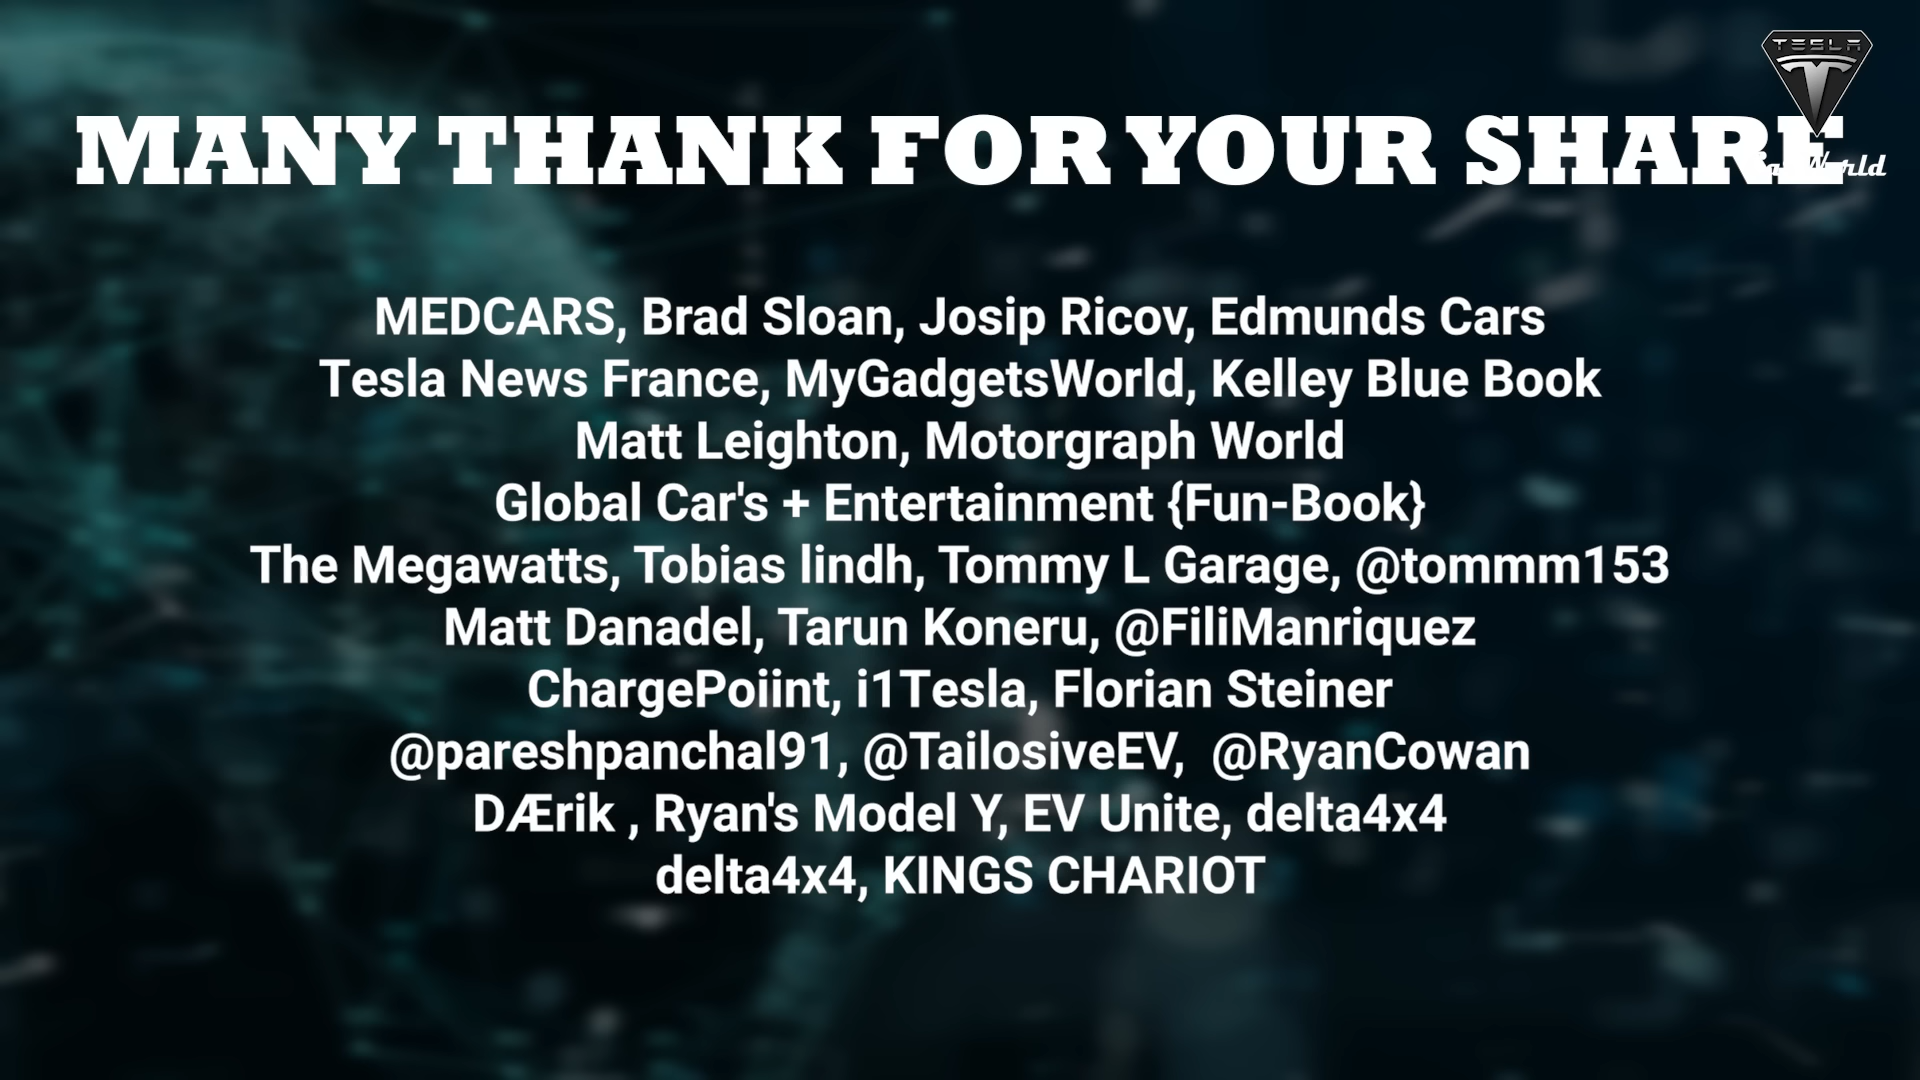 TESLA
MANY THANK FOR YOUR SHARE
World
MEDCARS, Brad Sloan, Josip Ricov, Edmunds Cars
Tesla News France, MyGadgetsWorld, Kelley Blue Book
Matt Leighton, Motorgraph World
Global Car's + Entertainment {Fun-Book}
The Megawatts, Tobias lindh, Tommy L Garage, @tommm153
Matt Danadel, Tarun Koneru, @FiliManriquez
ChargePoiint, i1Tesla, Florian Steiner
@pareshpanchal91, @TailosiveEV,  @RyanCowan
DÆrik , Ryan's Model Y, EV Unite, delta4x4
delta4x4, KINGS CHARIOT